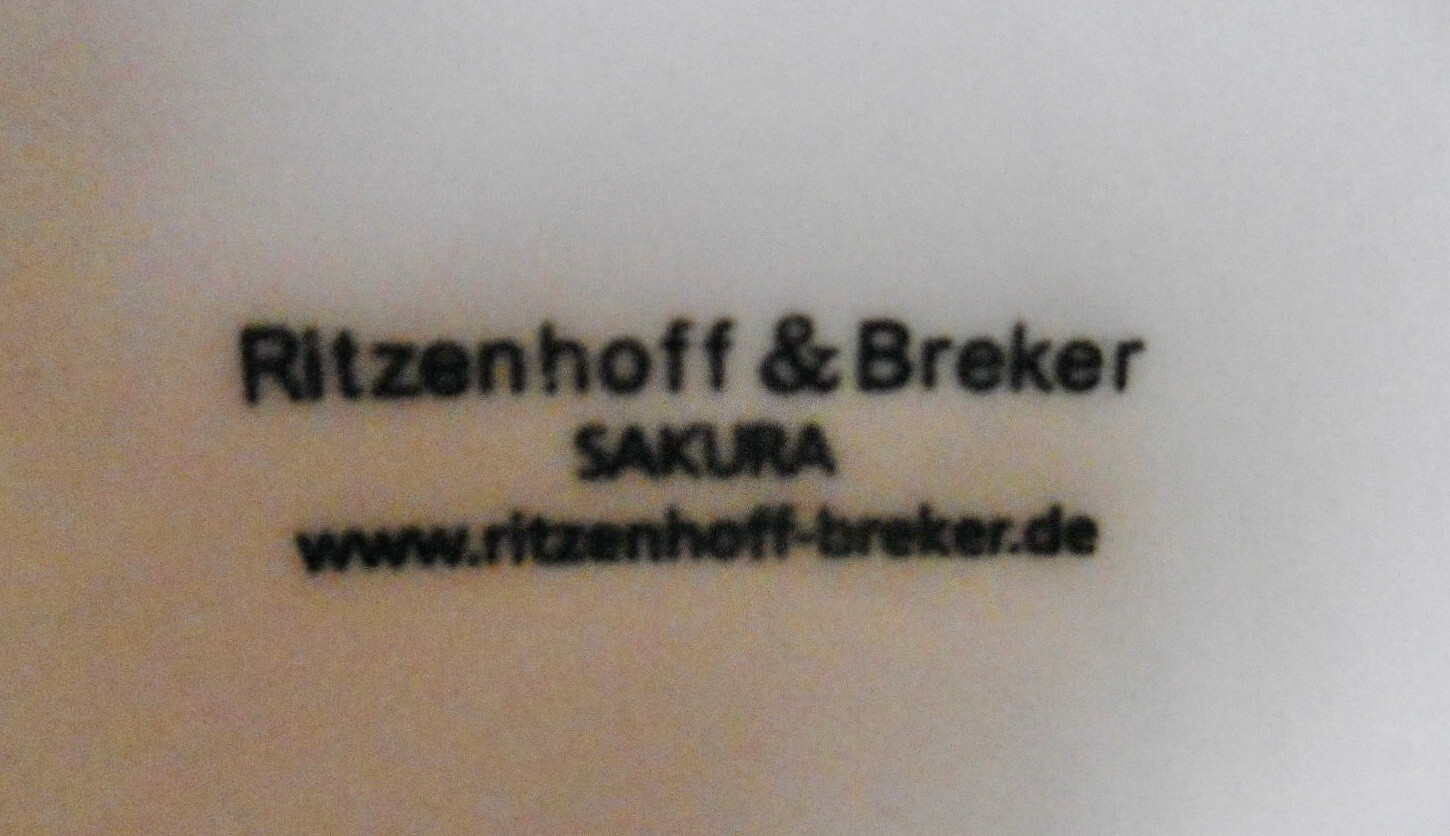 Ritzenhoff & Breker
SAKURA
www.ritzenhoff-breker.de